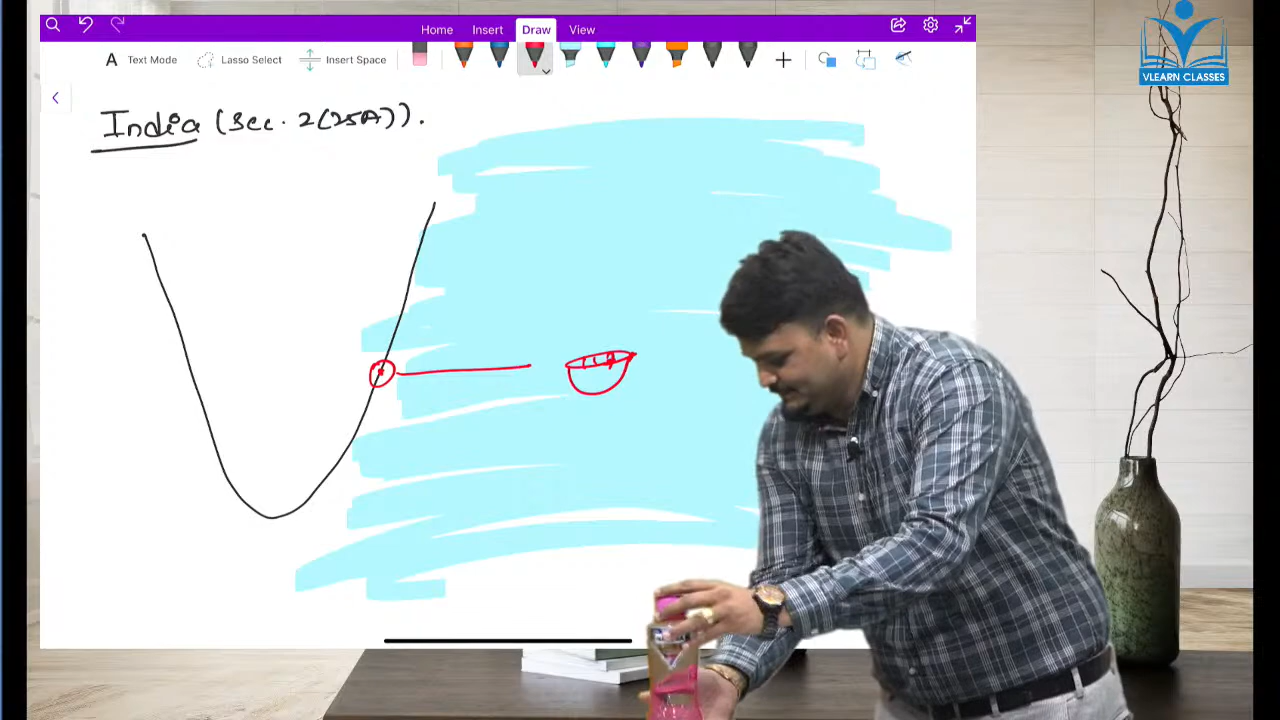 Home Insert Draw View
VLEARN CLASSES
A Text Mode Lasso Select Insert Space
India (Sec. 2(25A)).